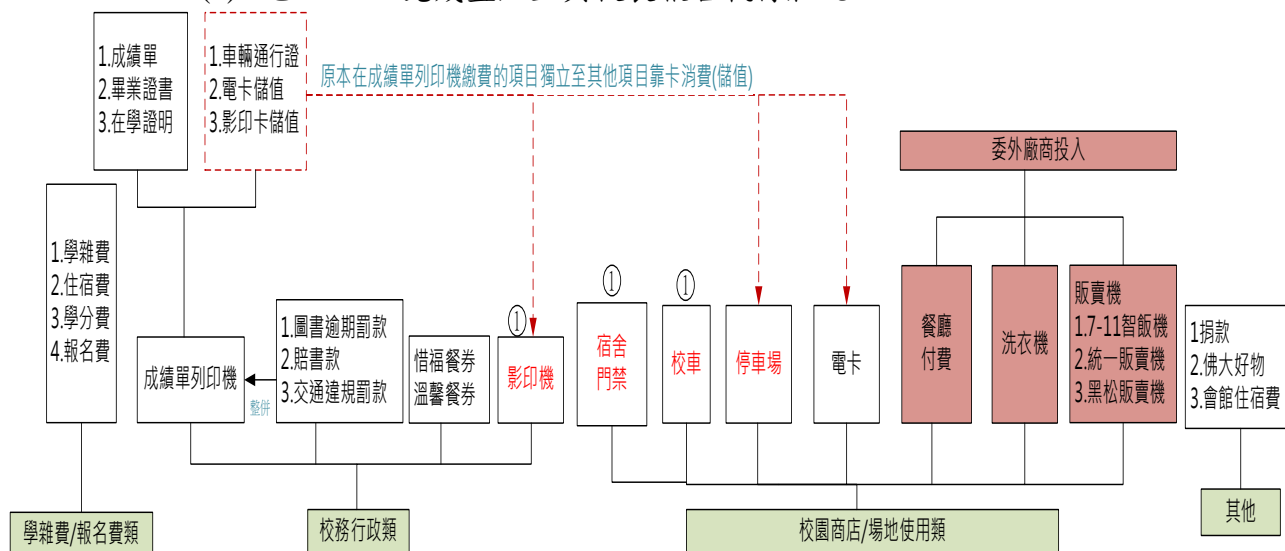 1.成績單
2.畢業證書
3.在學證明
1.車輛通行證
2.電卡儲值
3.影印卡儲值
原本在成績單列印機繳費的項目獨立至其他項目靠卡消費(儲值)
委外廠商投入
1.學雜費
2.住宿費
3.學分費
4.報名費
成績單列印機
整併
1.圖書逾期罰款
2.賠書款
3.交通違規罰款
惜福餐券
溫馨餐券
①
影印機
①
宿舍
門禁
①
校車
停車場
電卡
餐廳
付費
洗衣機
販賣機
1.7-11智飯機
2.統一販賣機
3.黑松販賣機
1捐款
2.佛大好物
3.會館住宿費
學雜費/報名費類
校務行政類
校園商店/場地使用類
其他